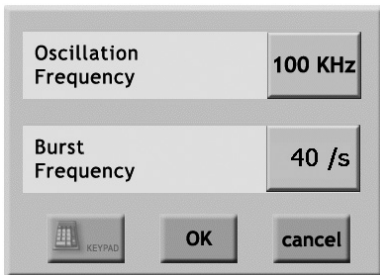 Oscillation
Frequency
100 KHz
Burst
Frequency
40 /s
KEYPAD
OK
cancel